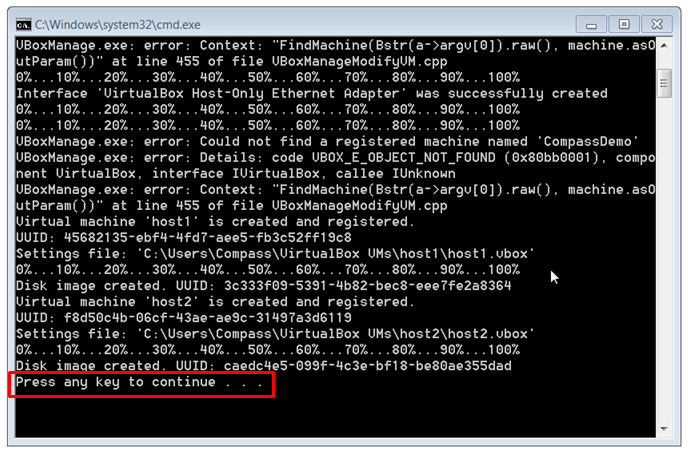 C:\Windows\system32\cmd.exe
VBoxManage.exe: error: Context: "FindMachine(Bstr(a->argv[0]).raw(), machine.asO
utParam())" at line 455 of file VBoxManageModifyVM.cpp
0%...10%...20%...30%...40%...50%...60%...70%...80%...90%...100%
Interface 'VirtualBox Host-Only Ethernet Adapter' was successfully created
0%...10%...20%...30%...40%...50%...60%...70%...80%...90%...100%
0%...10%...20%...30%...40%...50%...60%...70%...80%...90%...100%
VBoxManage.exe: error: Could not find a registered machine named 'CompassDemo'
VBoxManage.exe: error: Details: code VBOX_E_OBJECT_NOT_FOUND (0x80bb0001), compo
nent VirtualBox, interface IVirtualBox, callee IUnknown
VBoxManage.exe: error: Context: "FindMachine(Bstr(a->argv[0]).raw(), machine.asO
utParam())" at line 455 of file VBoxManageModifyVM.cpp
Virtual machine 'host1' is created and registered.
UUID: 45682135-ebf4-4fd7-aee5-fb3c52ff19c8
Settings file: 'C:\Users\Compass\VirtualBox VMs\host1\host1.vbox'
0%...10%...20%...30%...40%...50%...60%...70%...80%...90%...100%
Disk image created. UUID: 3c333f09-5391-4b82-bec8-eee7fe2a8364
Virtual machine 'host2' is created and registered.
UUID: f8d50c4b-06cf-43ae-ae9c-31497a3d6119
Settings file: 'C:\Users\Compass\VirtualBox VMs\host2\host2.vbox'
0%...10%...20%...30%...40%...50%...60%...70%...80%...90%...100%
Disk image created. UUID: caedc4e5-099f-4c3e-bf18-be80ae355dad
Press any key to continue . . .